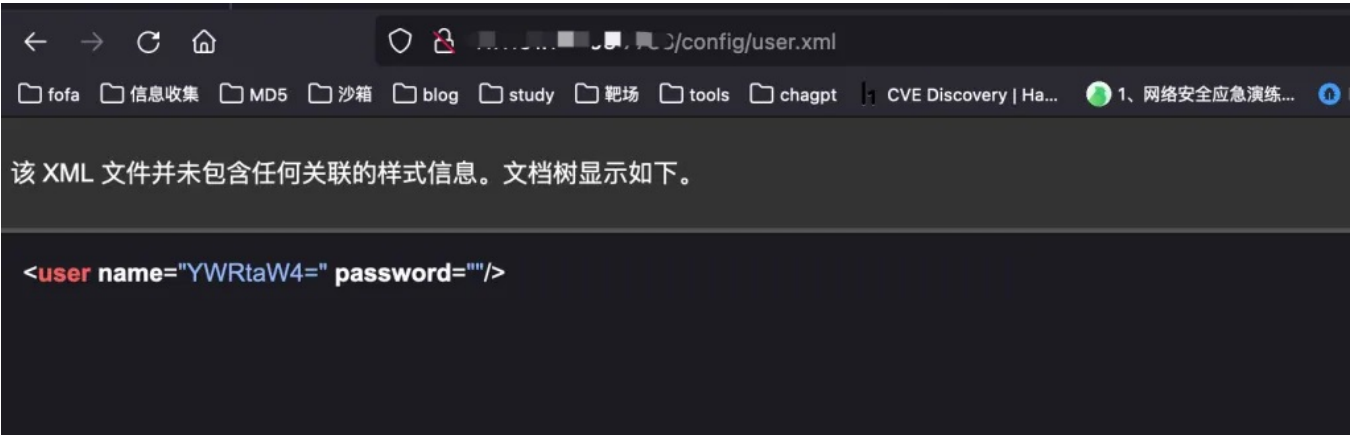 /config/user.xml
fofa 信息收集 MD5 沙箱 blog study 靶场 tools chagpt CVE Discovery | Ha... 1、网络安全应急演练...
该 XML 文件并未包含任何关联的样式信息。文档树显示如下。
<user name="YWRtaW4=" password=""/>